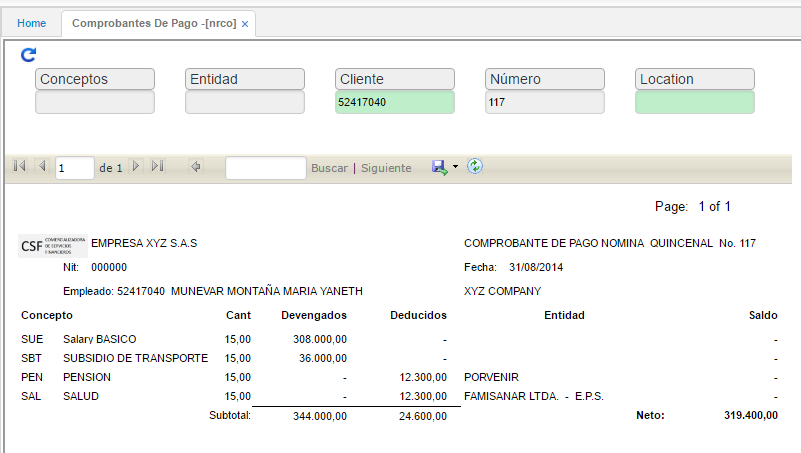 Home Comprobantes De Pago -[nrco] ×
Conceptos Entidad Cliente Número Location
52417040 117
1 de 1 Buscar | Siguiente
Page: 1 of 1
CSF COMERCIALIZADORA
DE SERVICIOS
FINANCIEROS
EMPRESA XYZ S.A.S COMPROBANTE DE PAGO NOMINA QUINCENAL No. 117
Nit: 000000 Fecha: 31/08/2014
Empleado: 52417040 MUNEVAR MONTAÑA MARIA YANETH XYZ COMPANY
Concepto Cant Devengados Deducidos Entidad Saldo
SUE Salary BASICO 15,00 308.000,00 - -
SBT SUBSIDIO DE TRANSPORTE 15,00 36.000,00 - -
PEN PENSION 15,00 - 12.300,00 PORVENIR -
SAL SALUD 15,00 - 12.300,00 FAMISANAR LTDA. - E.P.S. -
Subtotal: 344.000,00 24.600,00 Neto: 319.400,00